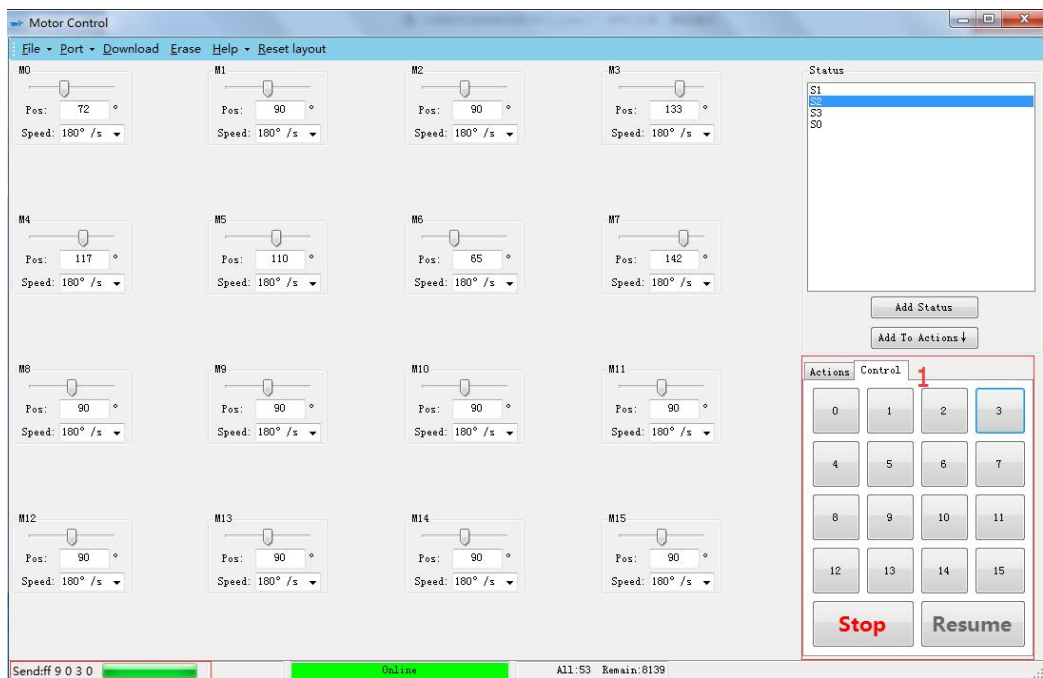 Motor Control
File Port Download Erase Help Reset layout
M0 M1 M2 M3
Pos: 72 ° Pos: 90 ° Pos: 90 ° Pos: 133 °
Speed: 180° /s Speed: 180° /s Speed: 180° /s Speed: 180° /s
M4 M5 M6 M7
Pos: 117 ° Pos: 110 ° Pos: 65 ° Pos: 142 °
Speed: 180° /s Speed: 180° /s Speed: 180° /s Speed: 180° /s
M8 M9 M10 M11
Pos: 90 ° Pos: 90 ° Pos: 90 ° Pos: 90 °
Speed: 180° /s Speed: 180° /s Speed: 180° /s Speed: 180° /s
M12 M13 M14 M15
Pos: 90 ° Pos: 90 ° Pos: 90 ° Pos: 90 °
Speed: 180° /s Speed: 180° /s Speed: 180° /s Speed: 180° /s
Status
S1
S2
S3
S0
Add Status
Add To Actions↓
Actions Control 1
0 1 2 3
4 5 6 7
8 9 10 11
12 13 14 15
Stop Resume
Send:ff 9 0 3 0 Online All:53 Remain:8139